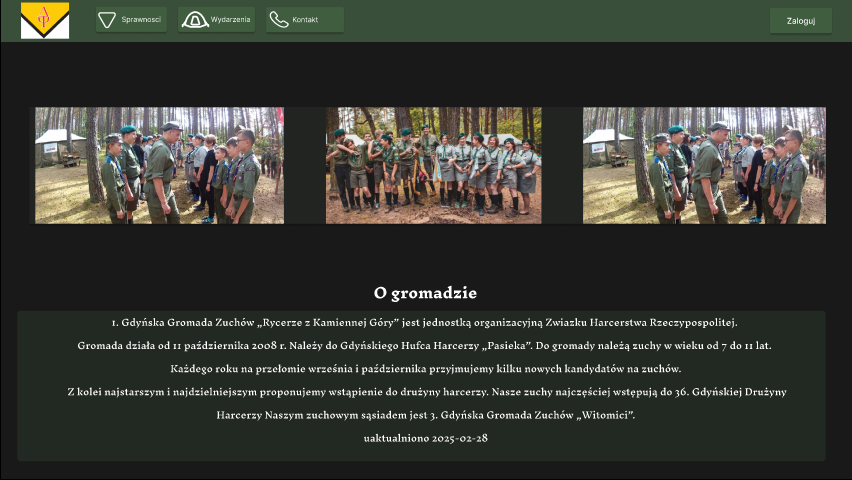 Sprawnosci
Wydarzenia
Kontakt
Zaloguj
O gromadzie
1. Gdyńska Gromada Zuchów „Rycerze z Kamiennej Góry” jest jednostką organizacyjną Zwiazku Harcerstwa Rzeczypospolitej.
Gromada działa od 11 października 2008 r. Należy do Gdyńskiego Hufca Harcerzy „Pasieka”. Do gromady należą zuchy w wieku od 7 do 11 lat.
Każdego roku na przełomie września i października przyjmujemy kilku nowych kandydatów na zuchów.
Z kolei najstarszym i najdzielniejszym proponujemy wstąpienie do drużyny harcerzy. Nasze zuchy najczęściej wstępują do 36. Gdyńskiej Drużyny
Harcerzy Naszym zuchowym sąsiadem jest 3. Gdyńska Gromada Zuchów „Witomici”.
uaktualniono 2025-02-28